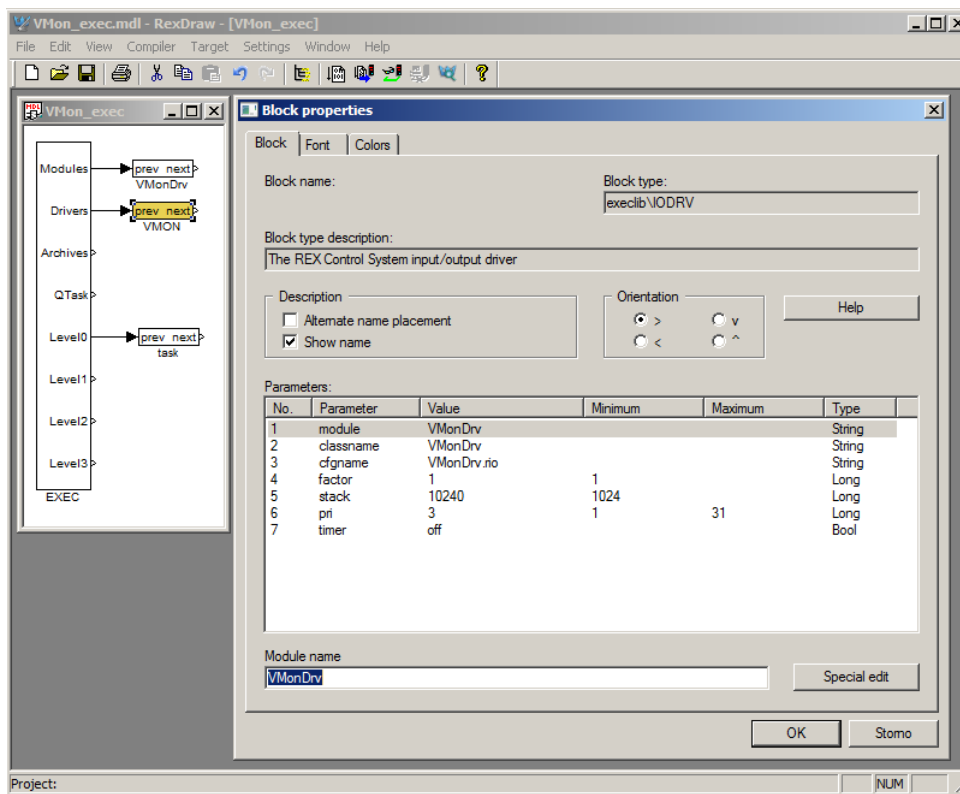 VMon_exec.mdl - RexDraw - [VMon_exec]
File Edit View Compiler Target Settings Window Help
VMon_exec
Modules
prev next
VMonDrv
Drivers
prev next
VMON
Archives
QTask
Level0
prev next
task
Level1
Level2
Level3
EXEC
Block properties
Block Font Colors
Block name:
Block type:
execlib\IODRV
Block type description:
The REX Control System input/output driver
Description
Alternate name placement
Show name
Orientation
> v
< ^
Help
Parameters:
No. Parameter Value Minimum Maximum Type
1 module VMonDrv String
2 classname VMonDrv String
3 cfgname VMonDrv.rio String
4 factor 1 1 Long
5 stack 10240 1024 Long
6 pri 3 1 31 Long
7 timer off Bool
Module name
VMonDrv
Special edit
OK Storno
Project:
NUM